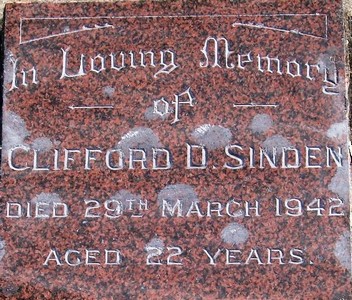 In Loving Memory
of
CLIFFORD D. SINDEN
DIED 29TH MARCH 1942
AGED 22 YEARS.